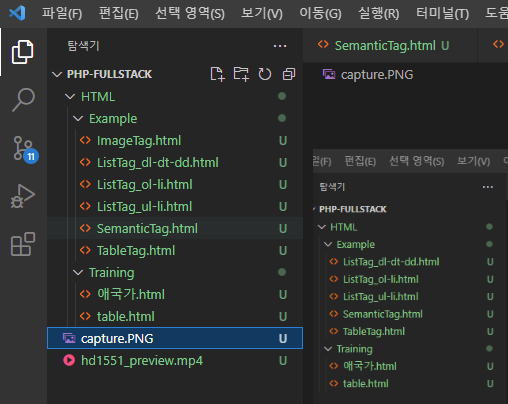 파일(F) 편집(E) 선택 영역(S) 보기(V) 이동(G) 실행(R) 터미널(T) 도움
탐색기 ···
PHP-FULLSTACK
HTML
Example
ImageTag.html U
ListTag_dl-dt-dd.html U
ListTag_ol-li.html U
ListTag_ul-li.html U
SemanticTag.html U
TableTag.html U
Training
애국가.html U
table.html U
capture.PNG U
hd1551_preview.mp4 U
11
SemanticTag.html U
capture.PNG
일(F) 편집(E) 선택 영역(S) 보기(V)
탐색기 ···
PHP-FULLSTACK
HTML
Example
ListTag_dl-dt-dd.html U
ListTag_ol-li.html U
ListTag_ul-li.html U
SemanticTag.html U
TableTag.html U
Training
애국가.html U
table.html U